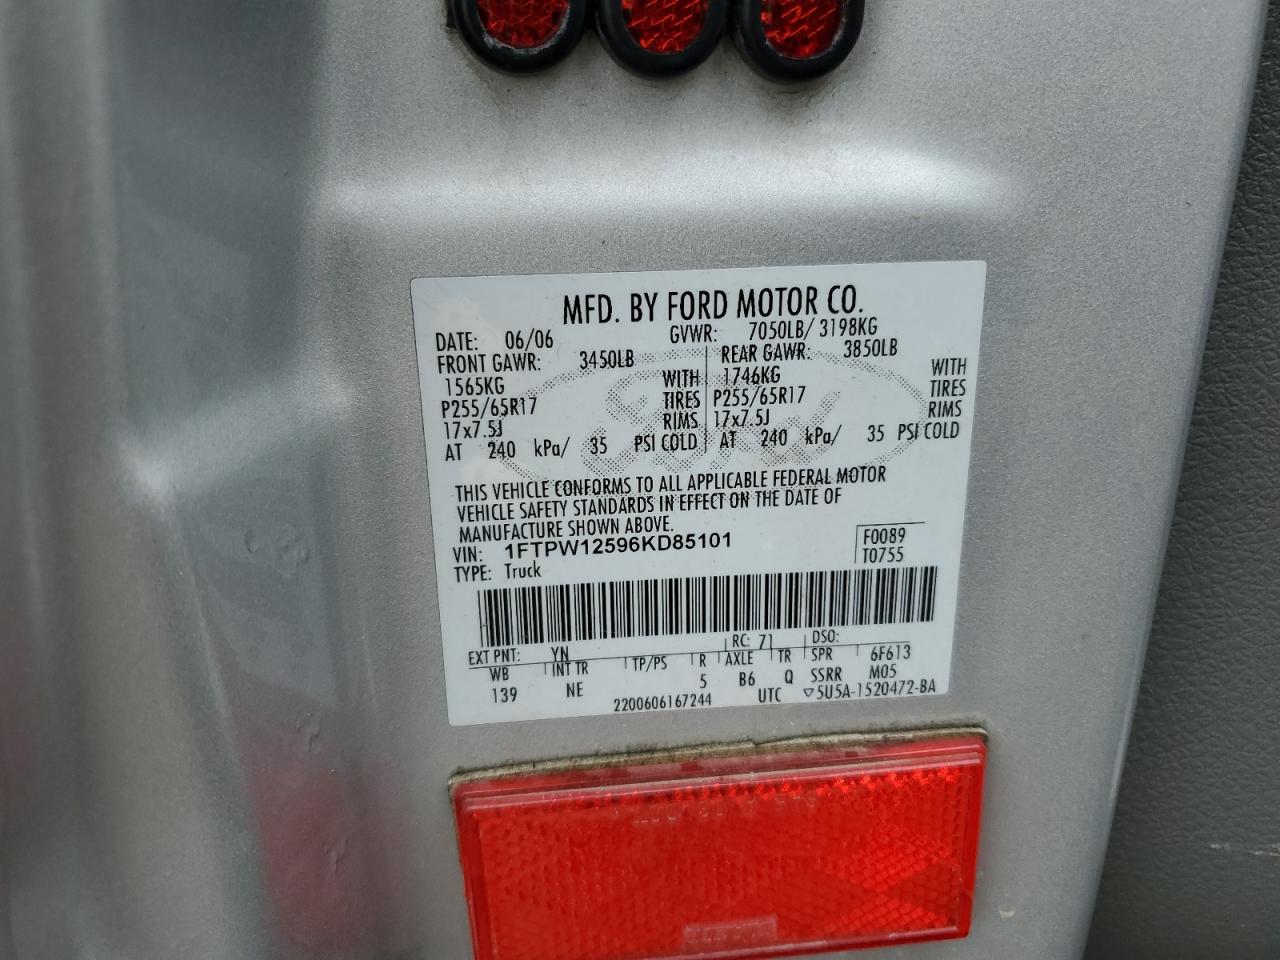 MFD. BY FORD MOTOR CO.
DATE: 06/06 GVWR: 7050LB/ 3198KG
FRONT GAWR: 3450LB REAR GAWR: 3850LB
1565KG WITH 1746KG WITH
P255/65R17 TIRES P255/65R17 TIRES
17x7.5J RIMS 17x7.5J RIMS
AT 240 kPa/ 35 PSI COLD AT 240 kPa/ 35 PSI COLD
THIS VEHICLE CONFORMS TO ALL APPLICABLE FEDERAL MOTOR
VEHICLE SAFETY STANDARDS IN EFFECT ON THE DATE OF
MANUFACTURE SHOWN ABOVE.
VIN: 1FTPW12596KD85101 F0089
TYPE: Truck T0755
EXT PNT: YN RC: 71 DSO:
WB INT TR TP/PS R AXLE TR SPR 6F613
139 NE 5 B6 Q SSRR M05
2200606167244 UTC ▽5U5A-1520472-BA